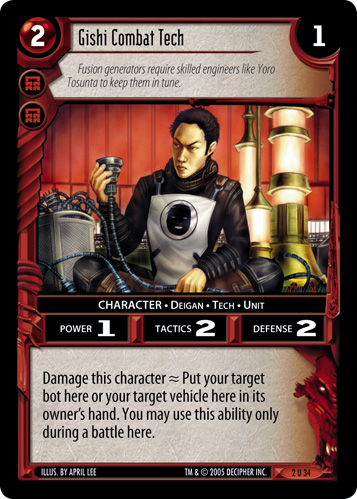 2
Gishi Combat Tech
1
Fusion generators require skilled engineers like Yoro
Tosunta to keep them in tune.
CHARACTER • DEIGAN • TECH • UNIT
POWER 1 TACTICS 2 DEFENSE 2
Damage this character ≈ Put your target
bot here or your target vehicle here in its
owner's hand. You may use this ability only
during a battle here.
ILLUS. BY APRIL LEE
TM & © 2005 DECIPHER INC.
2 U 34